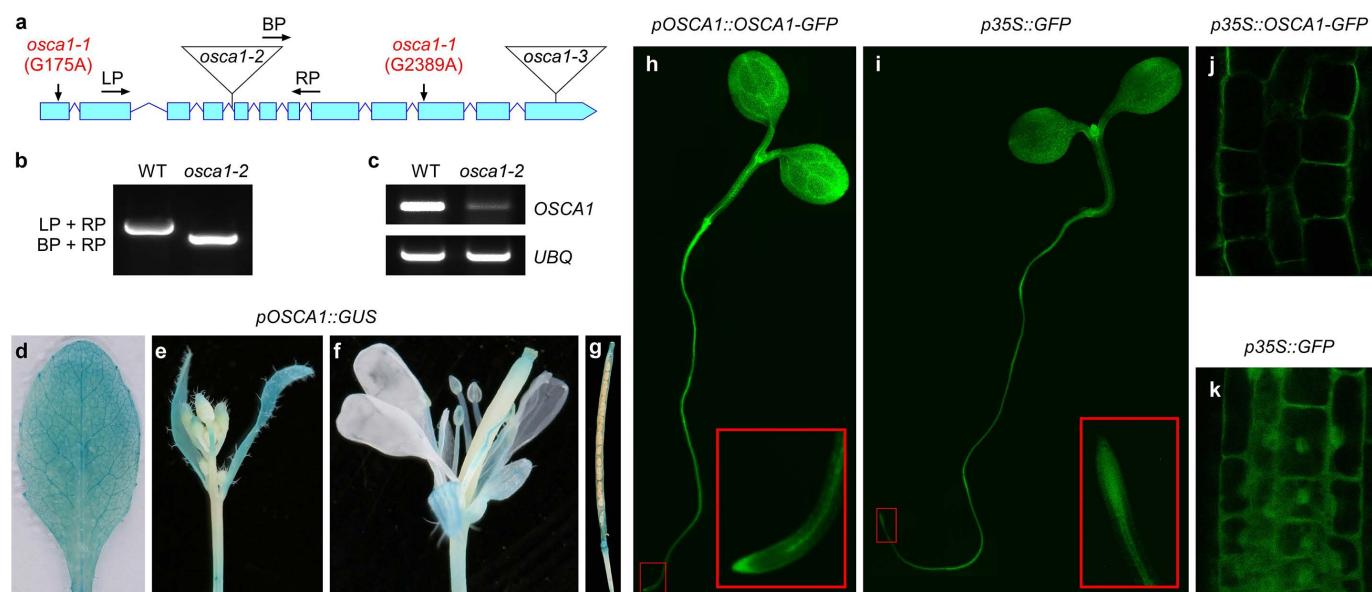 a
osca1-1
(G175A)
LP
osca1-2
BP
RP
osca1-1
(G2389A)
osca1-3
b
WT osca1-2
LP + RP
BP + RP
c
WT osca1-2
OSCA1
UBQ
pOSCA1::GUS
d
e
f
g
pOSCA1::OSCA1-GFP
h
p35S::GFP
i
p35S::OSCA1-GFP
j
p35S::GFP
k